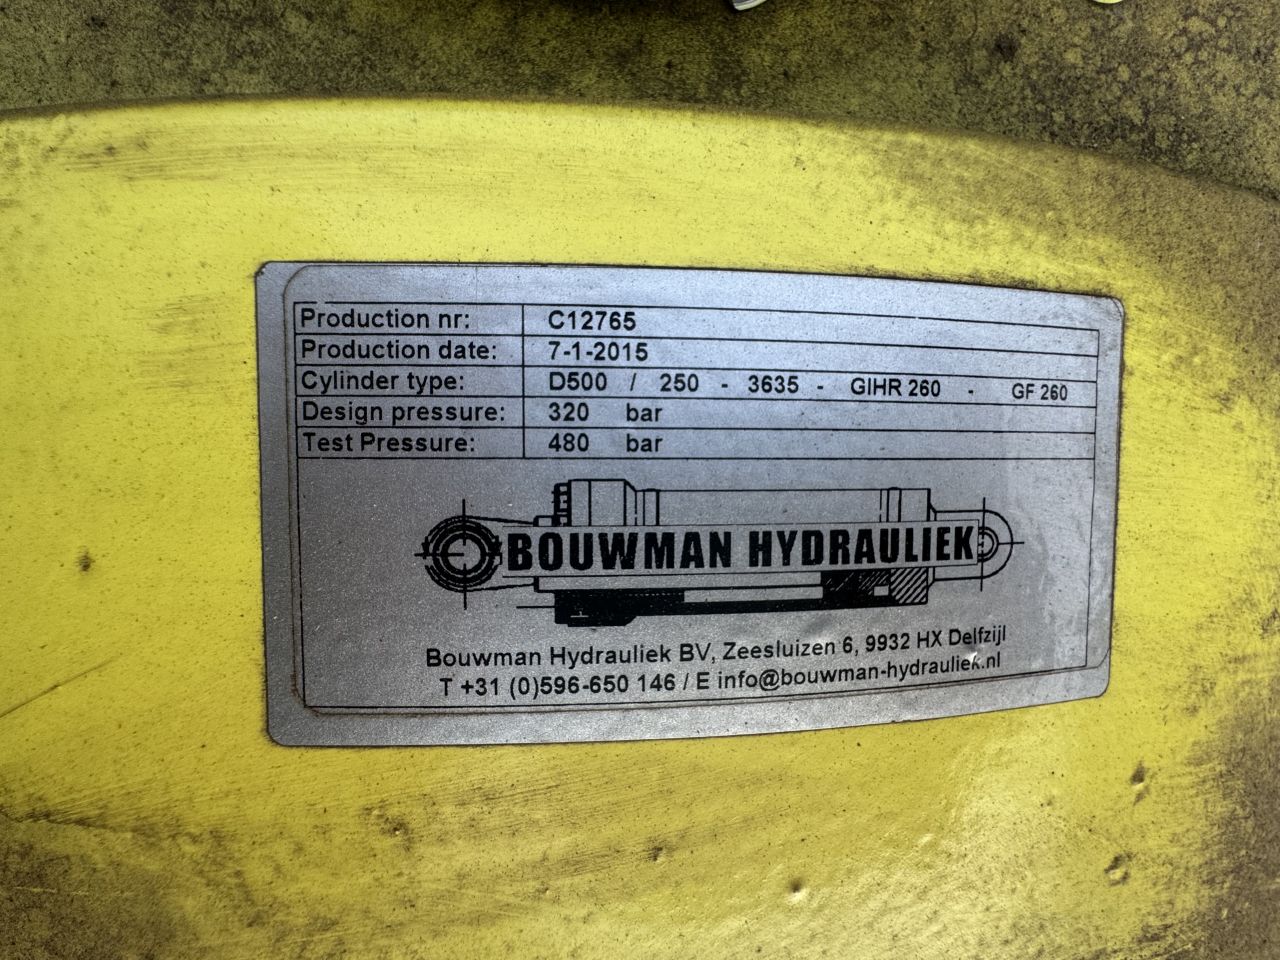 Production nr: C12765
Production date: 7-1-2015
Cylinder type: D500 / 250 - 3635 - GIHR 260 - GF 260
Design pressure: 320 bar
Test Pressure: 480 bar
BOUWMAN HYDRAULIEK
Bouwman Hydrauliek BV, Zeesluizen 6, 9932 HX Delfzijl
T +31 (0)596-650 146 / E info@bouwman-hydrauliek.nl